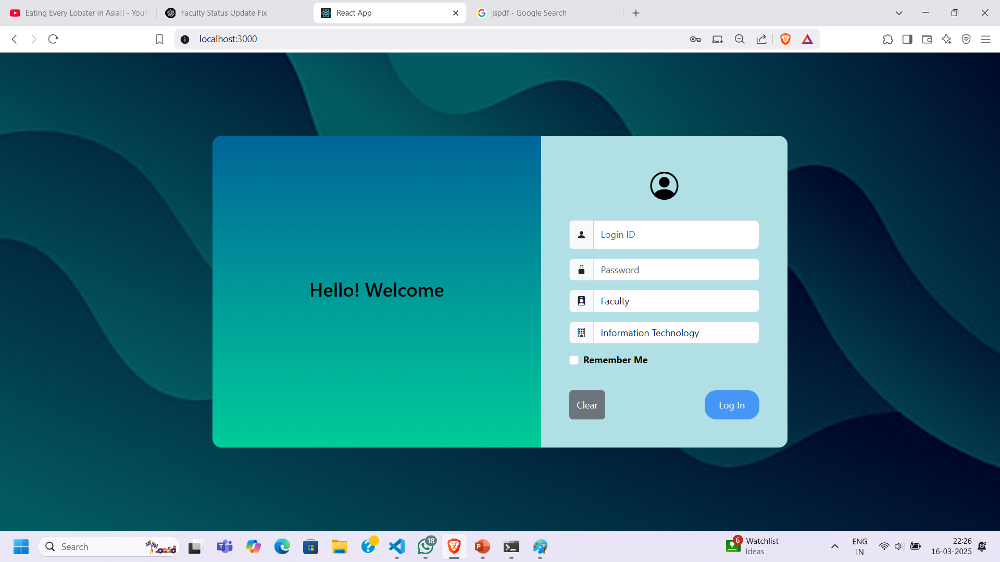 Eating Every Lobster in Asia!! - YouT
Faculty Status Update Fix
React App
jspdf - Google Search
localhost:3000
Hello! Welcome
Login ID
Password
Faculty
Information Technology
Remember Me
Clear
Log In
Search
18
6
Watchlist
Ideas
ENG
IN
22:26
16-03-2025